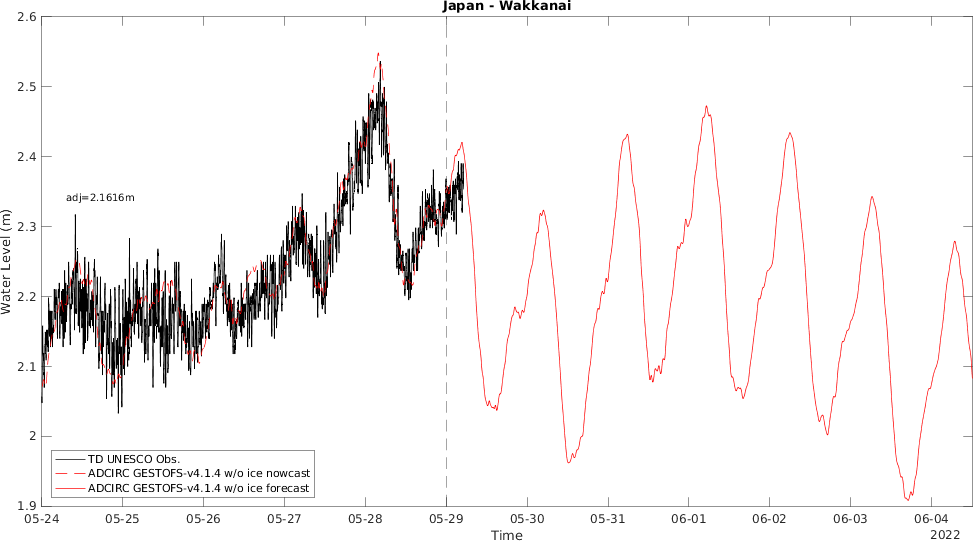 Japan - Wakkanai
2.6
2.5
2.4
2.3
2.2
2.1
2
1.9
Water Level (m)
adj=2.1616m
TD UNESCO Obs.
ADCIRC GESTOFS-v4.1.4 w/o ice nowcast
ADCIRC GESTOFS-v4.1.4 w/o ice forecast
05-24 05-25 05-26 05-27 05-28 05-29 05-30 05-31 06-01 06-02 06-03 06-04
2022
Time